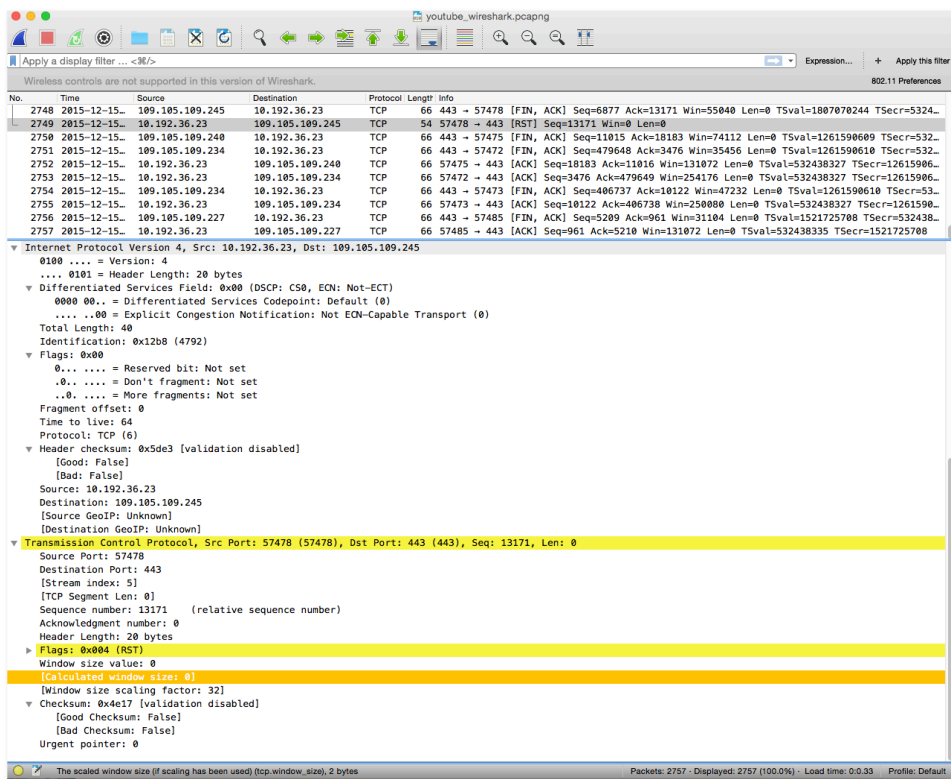 youtube_wireshark.pcapng
Apply a display filter ... <⌘/>
Expression...
+
Apply this filter
Wireless controls are not supported in this version of Wireshark.
802.11 Preferences
No. Time Source Destination Protocol Length Info
2748 2015-12-15… 109.105.109.245 10.192.36.23 TCP 66 443 → 57478 [FIN, ACK] Seq=6877 Ack=13171 Win=55040 Len=0 TSval=1807070244 TSecr=5324…
2749 2015-12-15… 10.192.36.23 109.105.109.245 TCP 54 57478 → 443 [RST] Seq=13171 Win=0 Len=0
2750 2015-12-15… 109.105.109.240 10.192.36.23 TCP 66 443 → 57475 [FIN, ACK] Seq=11015 Ack=18183 Win=74112 Len=0 TSval=1261590609 TSecr=532…
2751 2015-12-15… 109.105.109.234 10.192.36.23 TCP 66 443 → 57472 [FIN, ACK] Seq=479648 Ack=3476 Win=35456 Len=0 TSval=1261590610 TSecr=532…
2752 2015-12-15… 10.192.36.23 109.105.109.240 TCP 66 57475 → 443 [ACK] Seq=18183 Ack=11016 Win=131072 Len=0 TSval=532438327 TSecr=12615906…
2753 2015-12-15… 10.192.36.23 109.105.109.234 TCP 66 57472 → 443 [ACK] Seq=3476 Ack=479649 Win=254176 Len=0 TSval=532438327 TSecr=12615906…
2754 2015-12-15… 109.105.109.234 10.192.36.23 TCP 66 443 → 57473 [FIN, ACK] Seq=406737 Ack=10122 Win=47232 Len=0 TSval=1261590610 TSecr=53…
2755 2015-12-15… 10.192.36.23 109.105.109.234 TCP 66 57473 → 443 [ACK] Seq=10122 Ack=406738 Win=250080 Len=0 TSval=532438327 TSecr=1261590…
2756 2015-12-15… 109.105.109.227 10.192.36.23 TCP 66 443 → 57485 [FIN, ACK] Seq=5209 Ack=961 Win=31104 Len=0 TSval=1521725708 TSecr=532438…
2757 2015-12-15… 10.192.36.23 109.105.109.227 TCP 66 57485 → 443 [ACK] Seq=961 Ack=5210 Win=131072 Len=0 TSval=532438335 TSecr=1521725708
Internet Protocol Version 4, Src: 10.192.36.23, Dst: 109.105.109.245
0100 .... = Version: 4
.... 0101 = Header Length: 20 bytes
Differentiated Services Field: 0x00 (DSCP: CS0, ECN: Not-ECT)
0000 00.. = Differentiated Services Codepoint: Default (0)
.... ..00 = Explicit Congestion Notification: Not ECN-Capable Transport (0)
Total Length: 40
Identification: 0x12b8 (4792)
Flags: 0x00
0... .... = Reserved bit: Not set
.0.. .... = Don't fragment: Not set
..0. .... = More fragments: Not set
Fragment offset: 0
Time to live: 64
Protocol: TCP (6)
Header checksum: 0x5de3 [validation disabled]
[Good: False]
[Bad: False]
Source: 10.192.36.23
Destination: 109.105.109.245
[Source GeoIP: Unknown]
[Destination GeoIP: Unknown]
Transmission Control Protocol, Src Port: 57478 (57478), Dst Port: 443 (443), Seq: 13171, Len: 0
Source Port: 57478
Destination Port: 443
[Stream index: 5]
[TCP Segment Len: 0]
Sequence number: 13171 (relative sequence number)
Acknowledgment number: 0
Header Length: 20 bytes
Flags: 0x004 (RST)
Window size value: 0
[Calculated window size: 0]
[Window size scaling factor: 32]
Checksum: 0x4e17 [validation disabled]
[Good Checksum: False]
[Bad Checksum: False]
Urgent pointer: 0
The scaled window size (if scaling has been used) (tcp.window_size), 2 bytes
Packets: 2757 · Displayed: 2757 (100.0%) · Load time: 0:0.33
Profile: Default